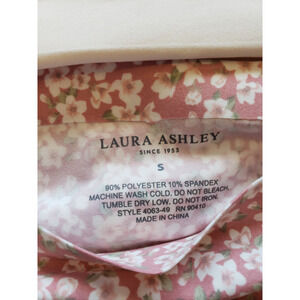 LAURA ASHLEY
SINCE 1953
S
90% POLYESTER 10% SPANDEX
MACHINE WASH COLD. DO NOT BLEACH.
TUMBLE DRY LOW. DO NOT IRON.
STYLE 4063-49 RN 90410
MADE IN CHINA